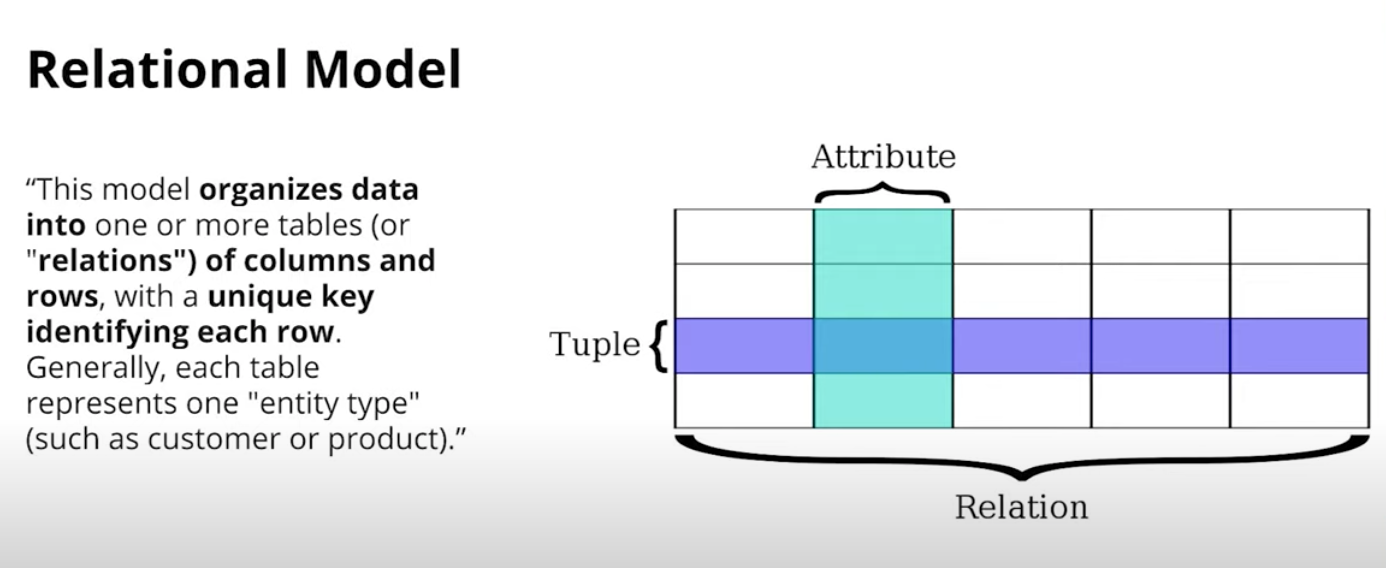 Relational Model
“This model organizes data
into one or more tables (or
"relations") of columns and
rows, with a unique key
identifying each row.
Generally, each table
represents one "entity type"
(such as customer or product).”
Attribute
Tuple
Relation